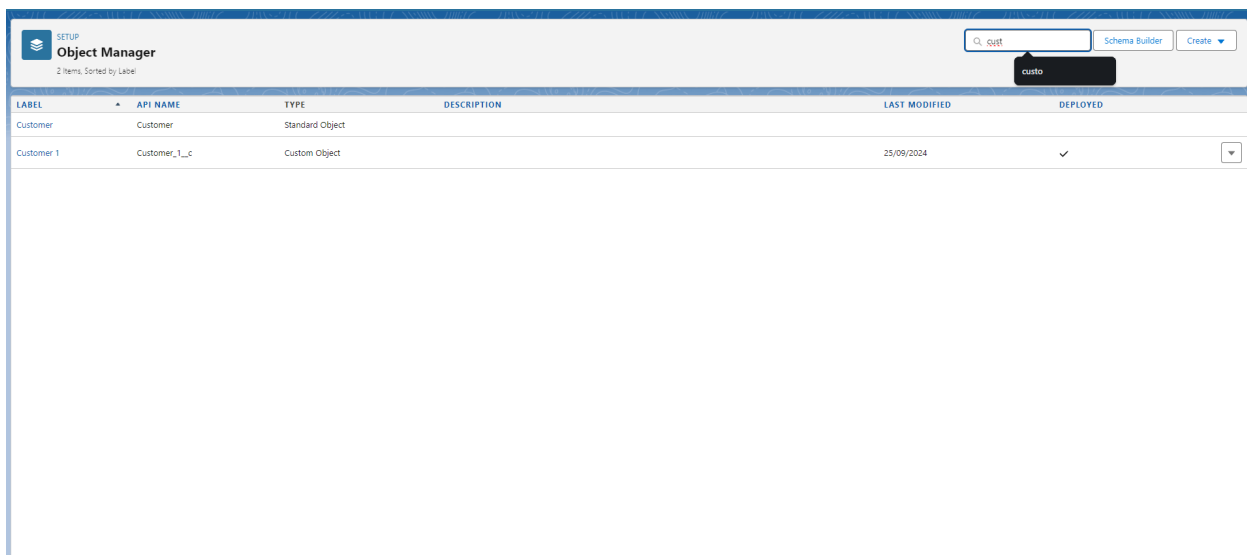 SETUP
Object Manager
2 Items, Sorted by Label
cust
Schema Builder
Create
custo
LABEL API NAME TYPE DESCRIPTION LAST MODIFIED DEPLOYED
Customer Customer Standard Object
Customer 1 Customer_1__c Custom Object 25/09/2024